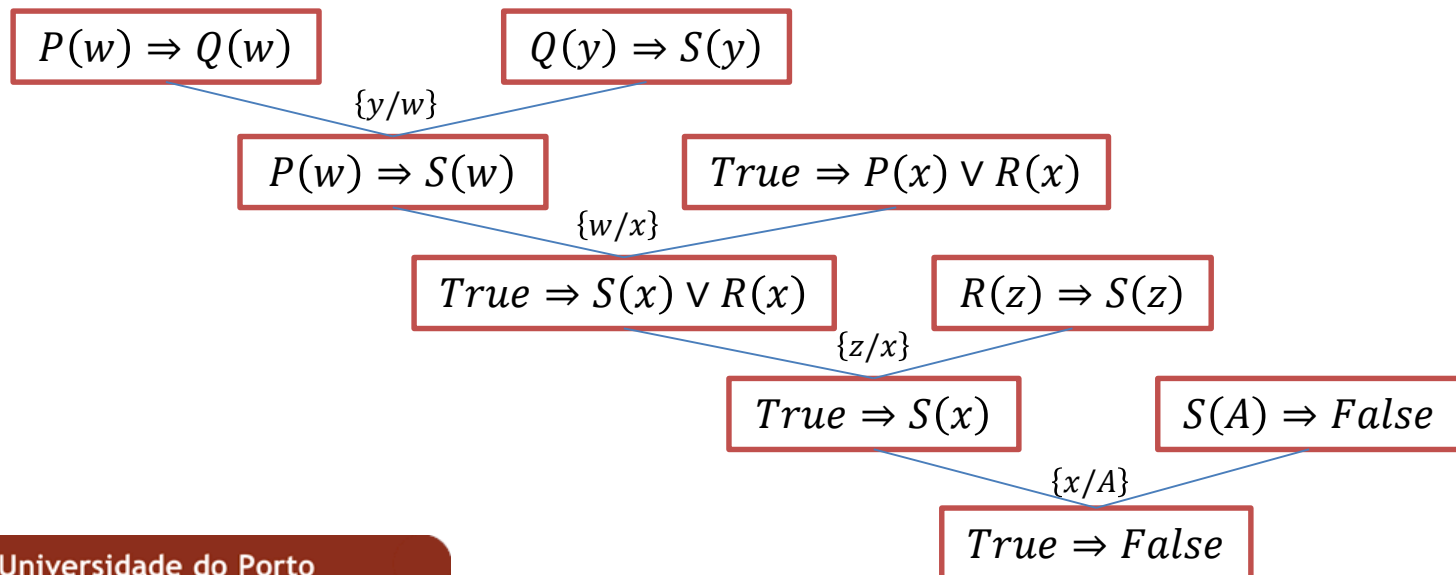 P(w) ⇒ Q(w)
Q(y) ⇒ S(y)
{y/w}
P(w) ⇒ S(w)
True ⇒ P(x) ∨ R(x)
{w/x}
True ⇒ S(x) ∨ R(x)
R(z) ⇒ S(z)
{z/x}
True ⇒ S(x)
S(A) ⇒ False
{x/A}
True ⇒ False
Universidade do Porto